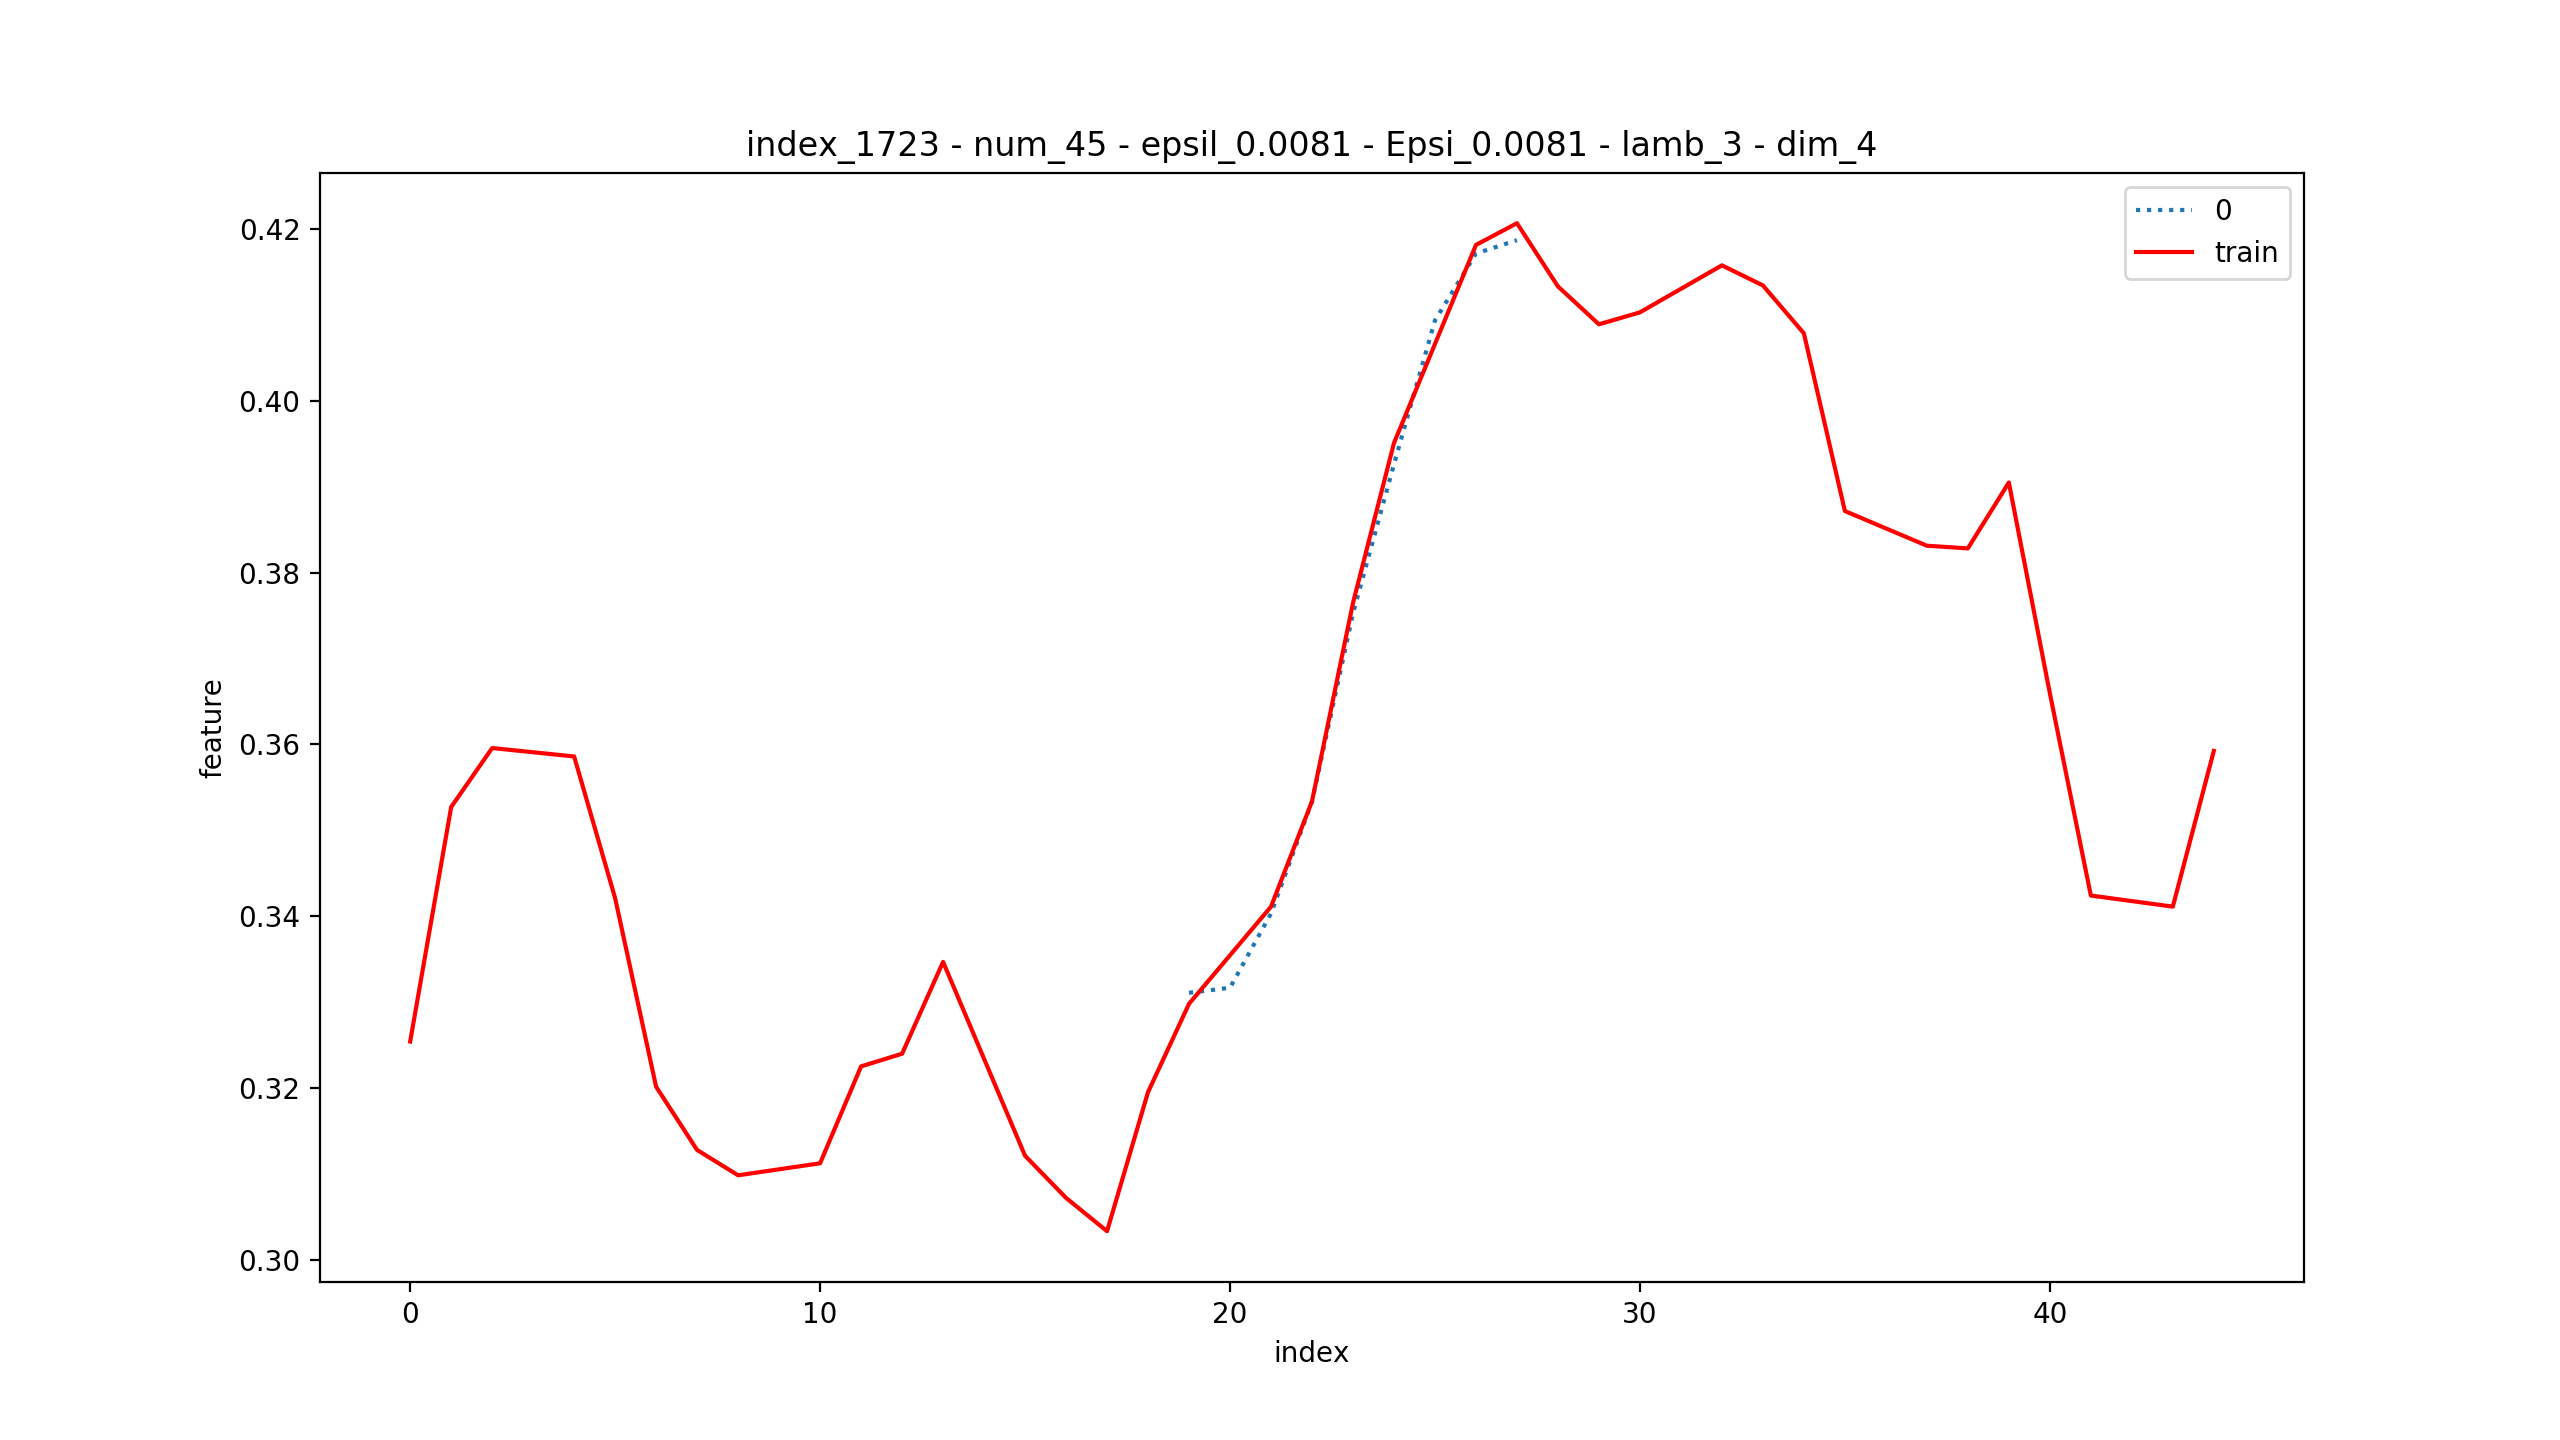 index_1723 - num_45 - epsil_0.0081 - Epsi_0.0081 - lamb_3 - dim_4
0
train
0.42
0.40
0.38
0.36
0.34
0.32
0.30
feature
0 10 20 30 40
index